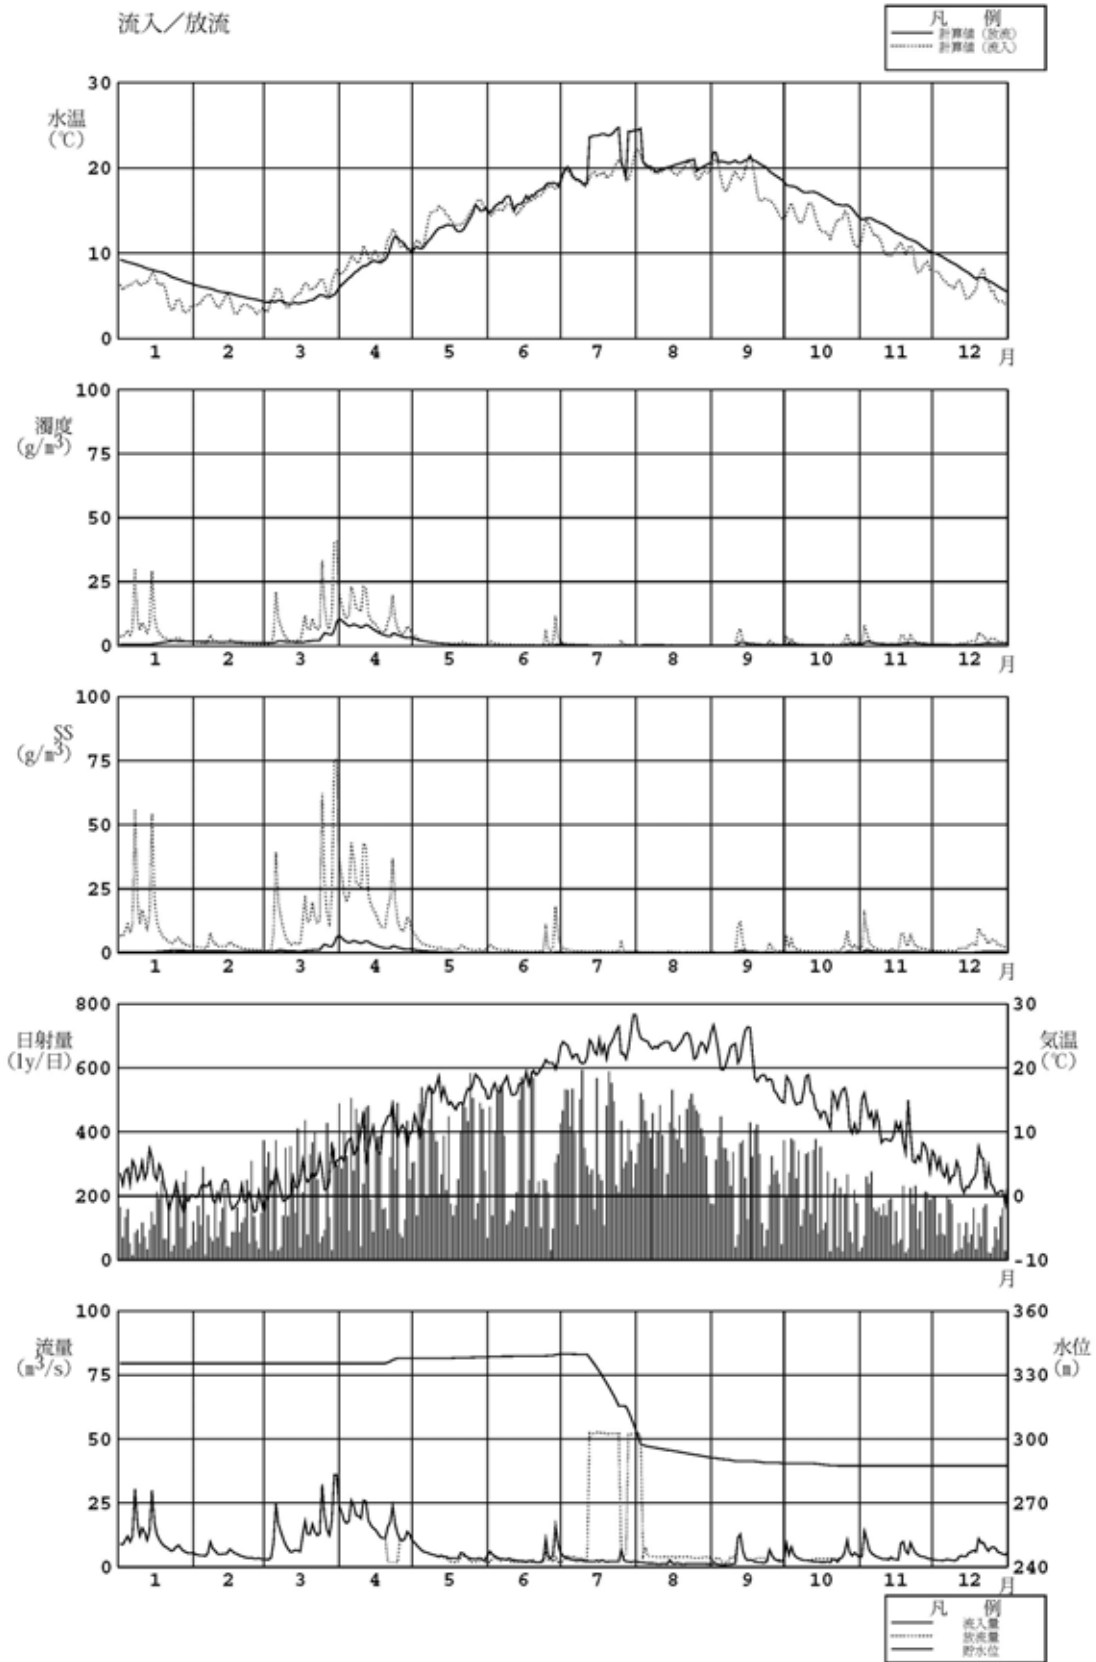 流入／放流
凡 例
計算値（放流）
計算値（流入）
水温
(℃)
30
20
10
0
1 2 3 4 5 6 7 8 9 10 11 12 月
濁度
(g/m³)
100
75
50
25
0
1 2 3 4 5 6 7 8 9 10 11 12 月
SS
(g/m³)
100
75
50
25
0
1 2 3 4 5 6 7 8 9 10 11 12 月
日射量
(ly/日)
800
600
400
200
0
気温
(℃)
30
20
10
0
-10
月
流量
(m³/s)
100
75
50
25
0
水位
(m)
360
330
300
270
240
1 2 3 4 5 6 7 8 9 10 11 12 月
凡 例
流入量
放流量
貯水位